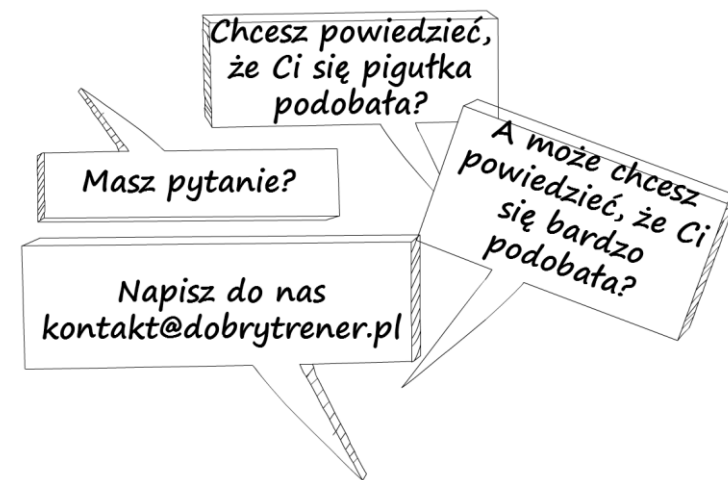 Chcesz powiedzieć,
że Ci się pigułka
podobała?
A może chcesz
powiedzieć, że Ci
się bardzo
podobała?
Masz pytanie?
Napisz do nas
kontakt@dobrytrener.pl